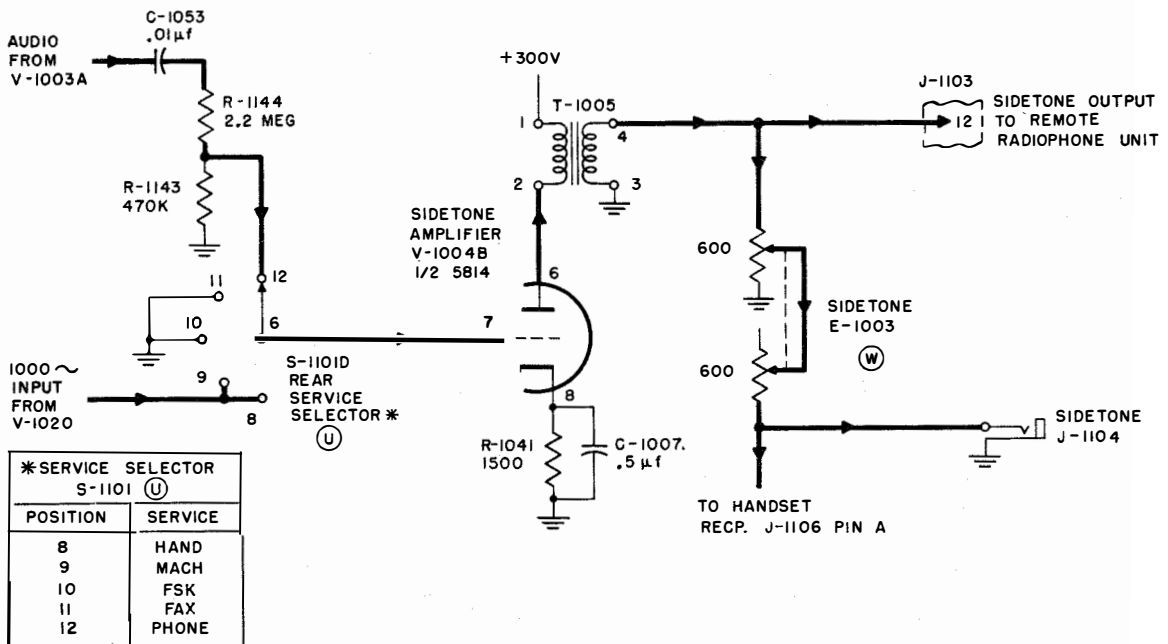 C-1053
.01µf
AUDIO
FROM
V-1003A
R-1144
2.2 MEG
R-1143
470K
+300V
T-1005
1
2
4
3
J-1103
12
SIDETONE OUTPUT
TO REMOTE
RADIOPHONE UNIT
SIDETONE
AMPLIFIER
V-1004B
1/2 5814
6
7
8
12
11
10
6
9
8
1000 ~
INPUT
FROM
V-1020
S-1101D
REAR
SERVICE
SELECTOR *
U
R-1041
1500
C-1007.
.5 µf
600
600
SIDETONE
E-1003
W
SIDETONE
J-1104
TO HANDSET
RECP. J-1106 PIN A
* SERVICE SELECTOR
S-1101 U
POSITION SERVICE
8 HAND
9 MACH
10 FSK
11 FAX
12 PHONE